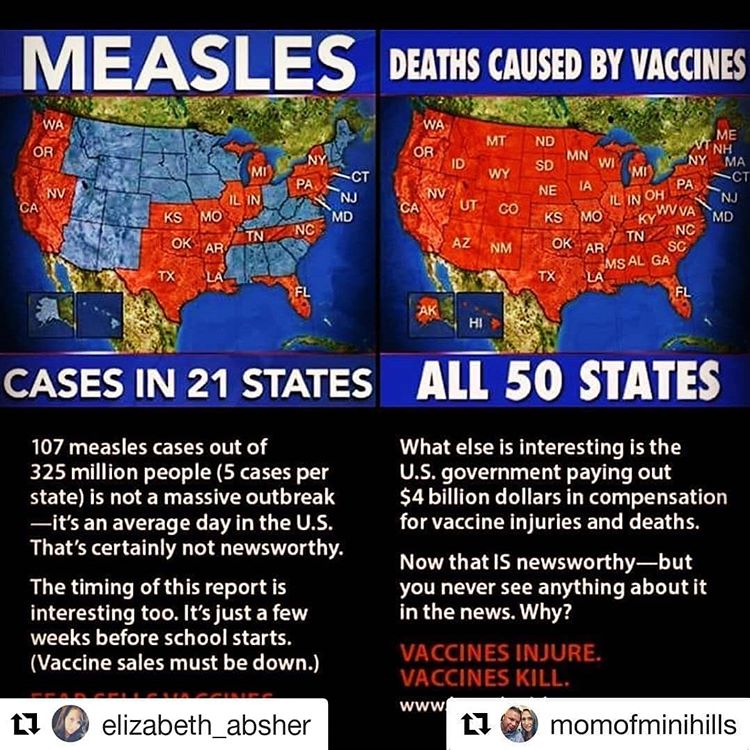 MEASLES
WA
OR
NV
CA
KS
MO
OK
AR
TX
LA
IL
IN
MI
TN
NC
FL
PA
NY
CT
NJ
MD
CASES IN 21 STATES
107 measles cases out of
325 million people (5 cases per
state) is not a massive outbreak
—it's an average day in the U.S.
That's certainly not newsworthy.
The timing of this report is
interesting too. It's just a few
weeks before school starts.
(Vaccine sales must be down.)
DEATHS CAUSED BY VACCINES
WA
OR
ID
MT
ND
MN
WI
MI
WY
SD
NE
IA
NV
UT
CO
CA
AZ
NM
KS
MO
OK
AR
TX
LA
IL
IN
OH
KY
WV
VA
TN
NC
SC
MS
AL
GA
FL
PA
NY
VT
ME
NH
MA
CT
NJ
MD
AK
HI
ALL 50 STATES
What else is interesting is the
U.S. government paying out
$4 billion dollars in compensation
for vaccine injuries and deaths.
Now that IS newsworthy—but
you never see anything about it
in the news. Why?
VACCINES INJURE.
VACCINES KILL.
www.
elizabeth_absher
momofminihills